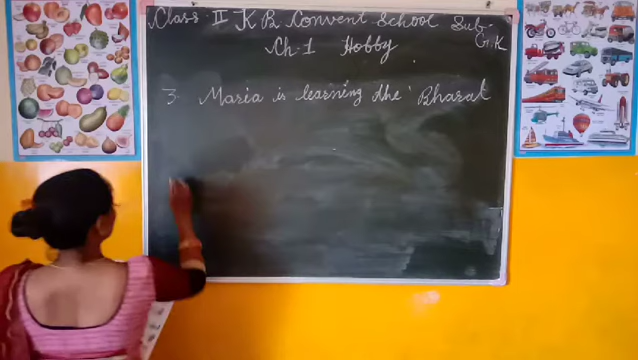 Class II K R Convent School Sub:
G.K
Ch.1 Hobby
3. Maria is learning the Bharat